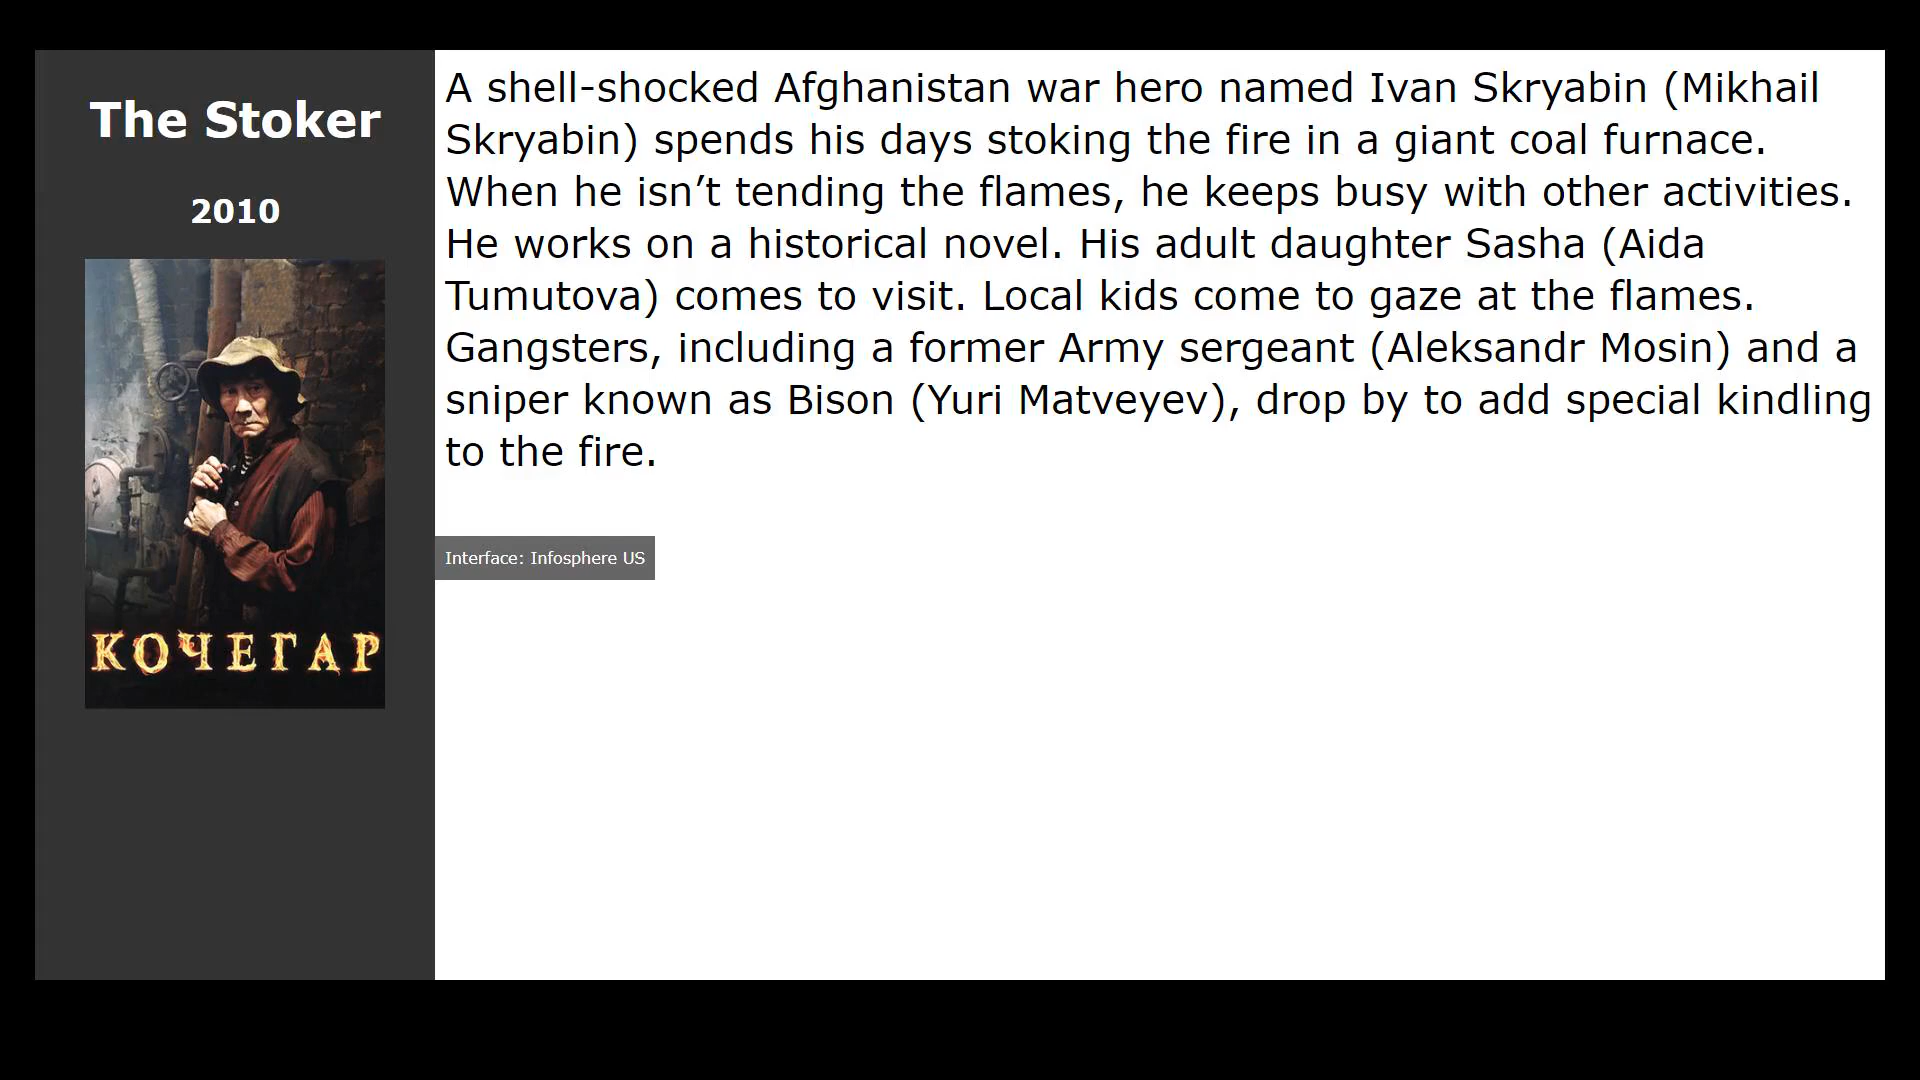 The Stoker
2010
КОЧЕГАР
A shell-shocked Afghanistan war hero named Ivan Skryabin (Mikhail
Skryabin) spends his days stoking the fire in a giant coal furnace.
When he isn’t tending the flames, he keeps busy with other activities.
He works on a historical novel. His adult daughter Sasha (Aida
Tumutova) comes to visit. Local kids come to gaze at the flames.
Gangsters, including a former Army sergeant (Aleksandr Mosin) and a
sniper known as Bison (Yuri Matveyev), drop by to add special kindling
to the fire.
Interface: Infosphere US